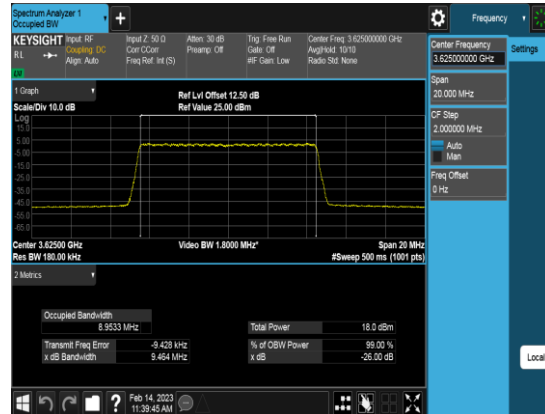 Spectrum Analyzer 1
Occupied BW
Frequency
KEYSIGHT Input: RF
RL
Coupling: DC
Align: Auto
Input Z: 50 Ω
Corr CCorr
Freq Ref: Int (S)
Atten: 30 dB
Preamp: Off
Trig: Free Run
Gate: Off
#IF Gain: Low
Center Freq: 3.625000000 GHz
Avg|Hold: 10/10
Radio Std: None
Center Frequency
3.625000000 GHz
Settings
Span
20.000 MHz
CF Step
2.000000 MHz
Auto
Man
Freq Offset
0 Hz
Local
1 Graph
Scale/Div 10.0 dB
Ref Lvl Offset 12.50 dB
Ref Value 25.00 dBm
Log
15.0
5.00
-5.00
-15.0
-25.0
-35.0
-45.0
-55.0
-65.0
Center 3.62500 GHz
Res BW 180.00 kHz
Video BW 1.8000 MHz*
Span 20 MHz
#Sweep 500 ms (1001 pts)
2 Metrics
Occupied Bandwidth
8.9533 MHz
Total Power 18.0 dBm
Transmit Freq Error -9.428 kHz
% of OBW Power 99.00 %
x dB Bandwidth 9.464 MHz
x dB -26.00 dB
Feb 14, 2023
11:39:45 AM